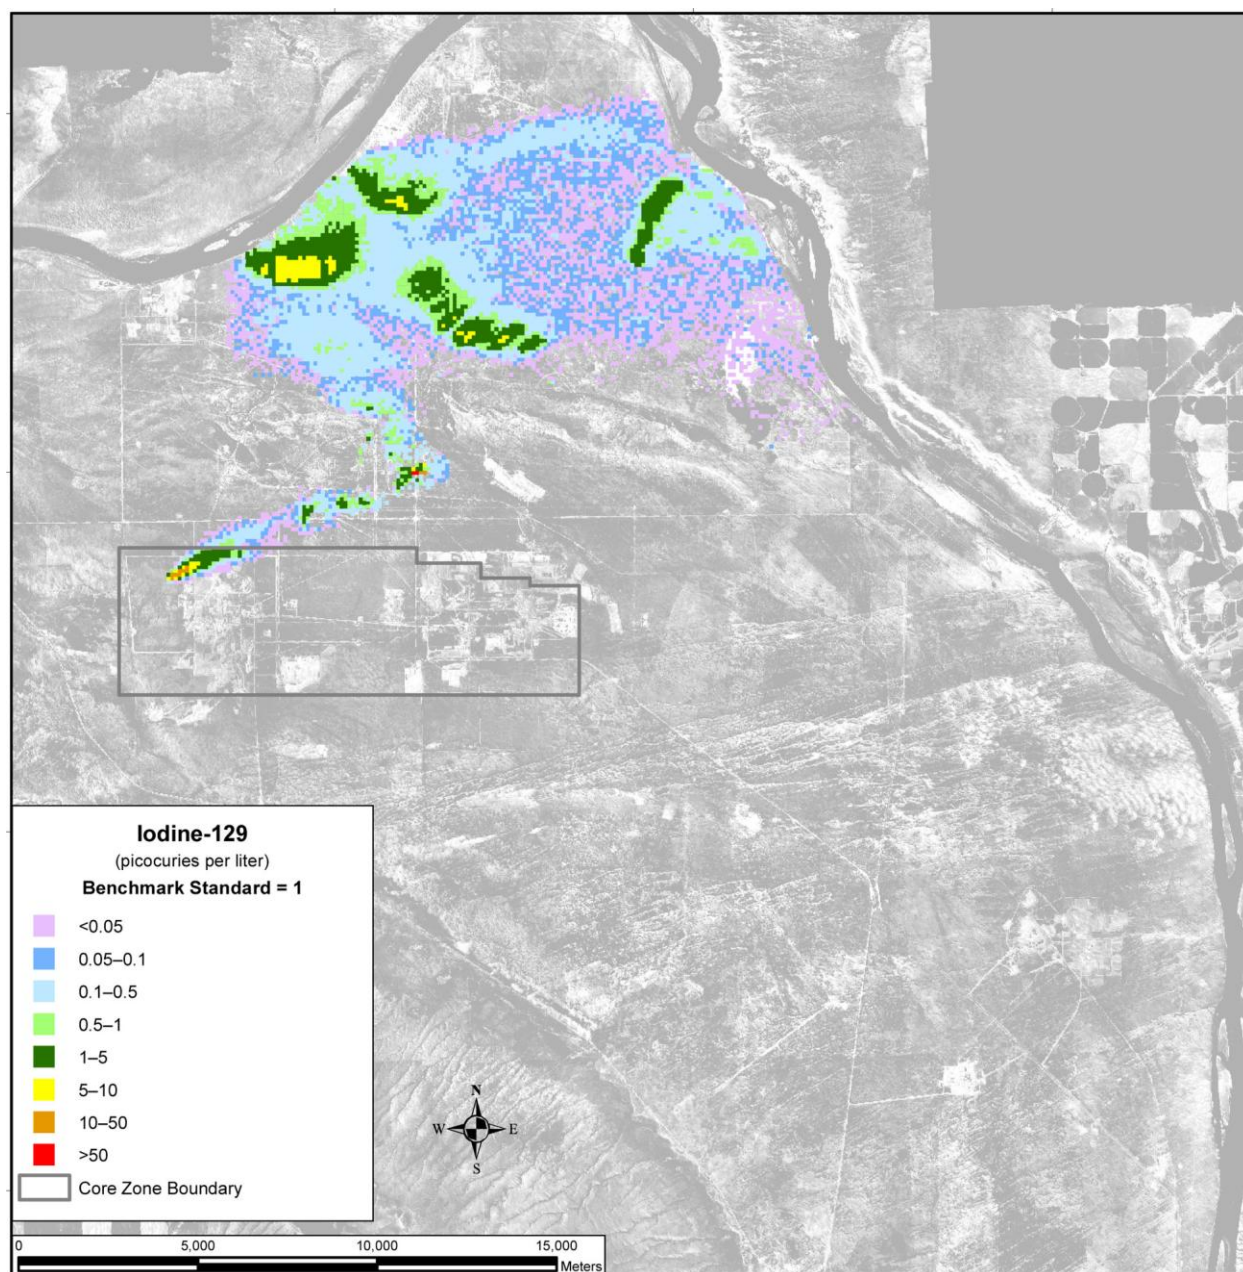 N
W
E
S
Iodine-129
(picocuries per liter)
Benchmark Standard = 1
<0.05
0.05–0.1
0.1–0.5
0.5–1
1–5
5–10
10–50
>50
Core Zone Boundary
0 5,000 10,000 15,000
Meters